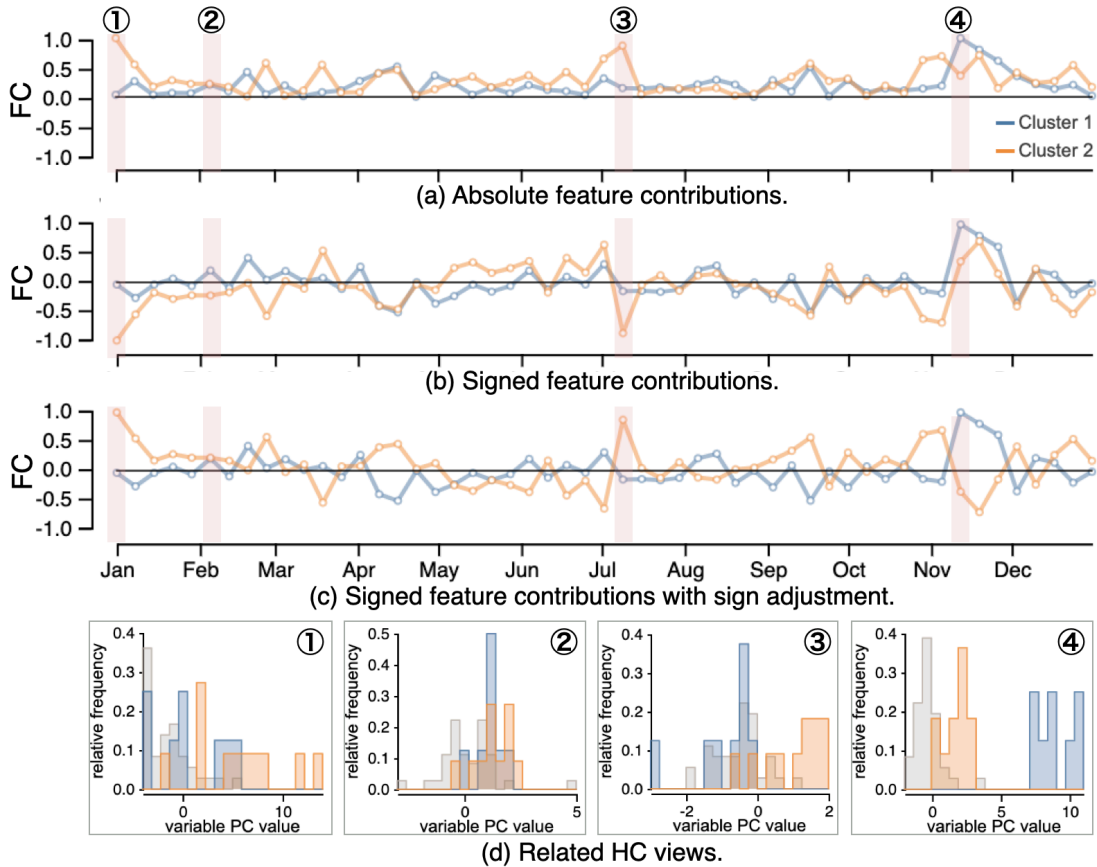 ① ② ③ ④
1.0
0.5
0.0
-0.5
-1.0
FC
Cluster 1
Cluster 2
(a) Absolute feature contributions.
1.0
0.5
0.0
-0.5
-1.0
FC
(b) Signed feature contributions.
1.0
0.5
0.0
-0.5
-1.0
FC
Jan Feb Mar Apr May Jun Jul Aug Sep Oct Nov Dec
(c) Signed feature contributions with sign adjustment.
①
0.4
0.3
0.2
0.1
0.0
relative frequency
0 10
variable PC value
②
0.5
0.4
0.3
0.2
0.1
0.0
relative frequency
0 5
variable PC value
③
0.4
0.3
0.2
0.1
0.0
relative frequency
-2 0 2
variable PC value
④
0.4
0.3
0.2
0.1
0.0
relative frequency
0 5 10
variable PC value
(d) Related HC views.